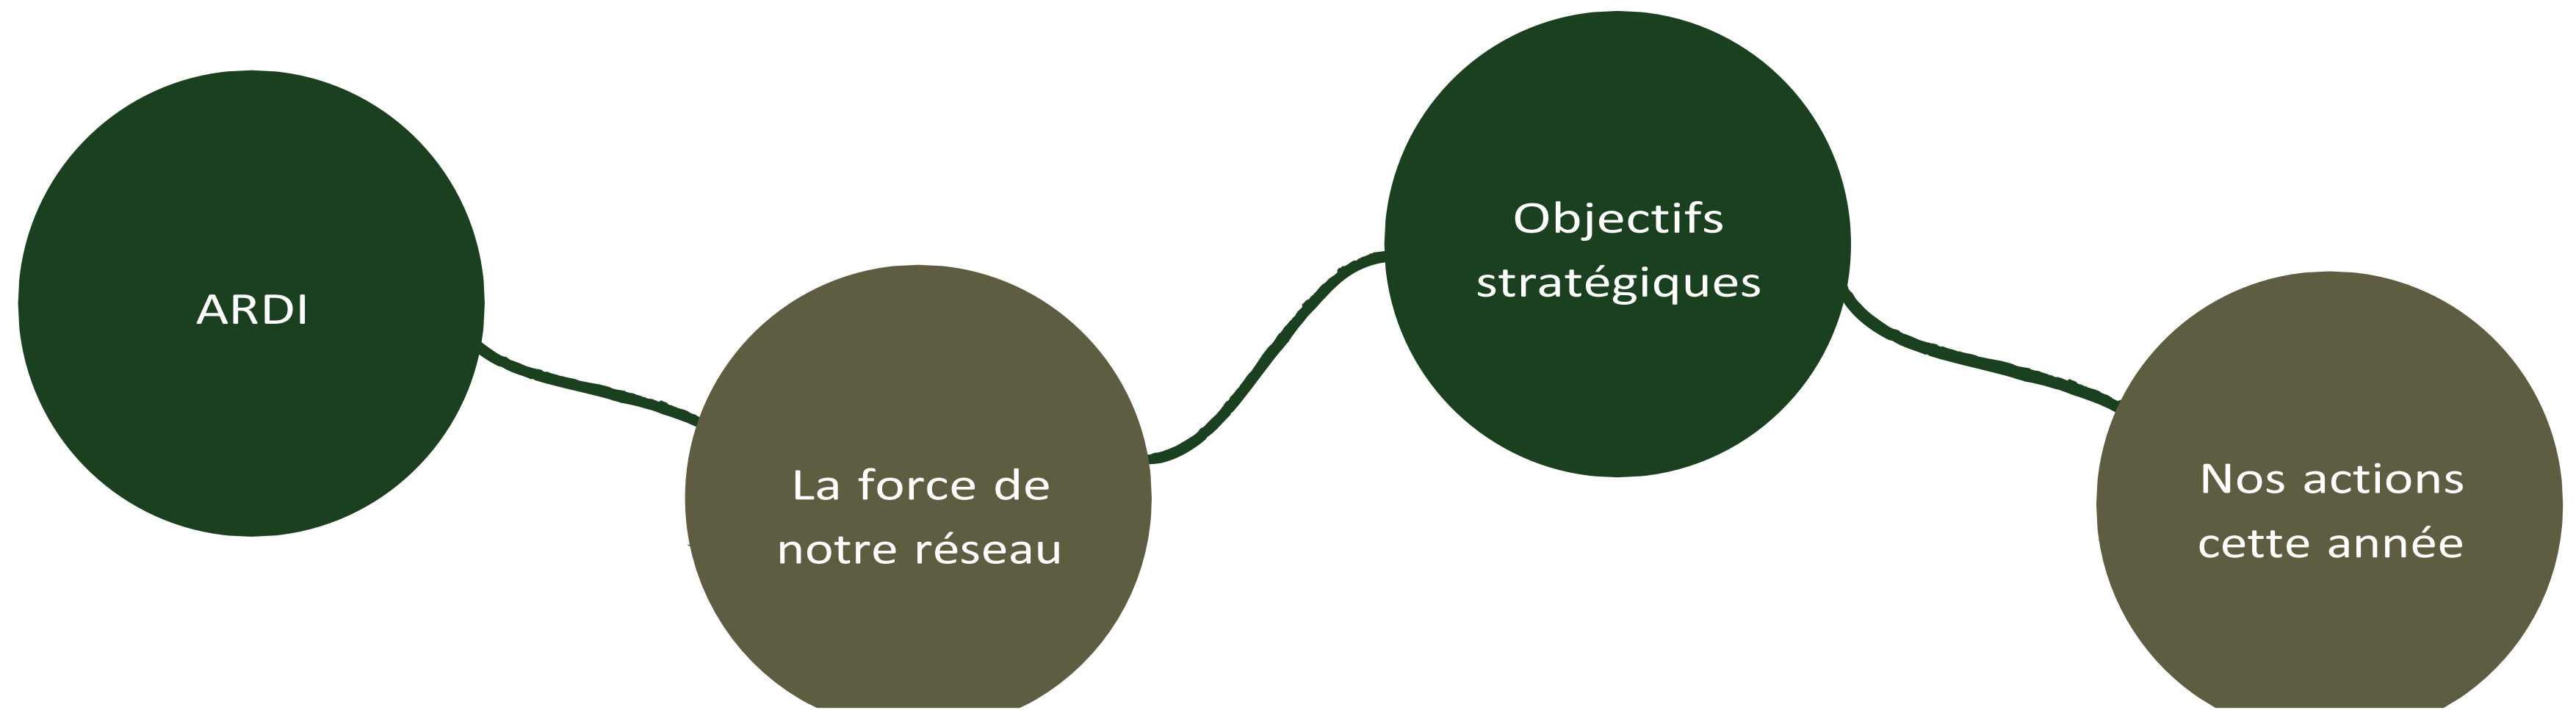 ARDI
La force de
notre réseau
Objectifs
stratégiques
Nos actions
cette année